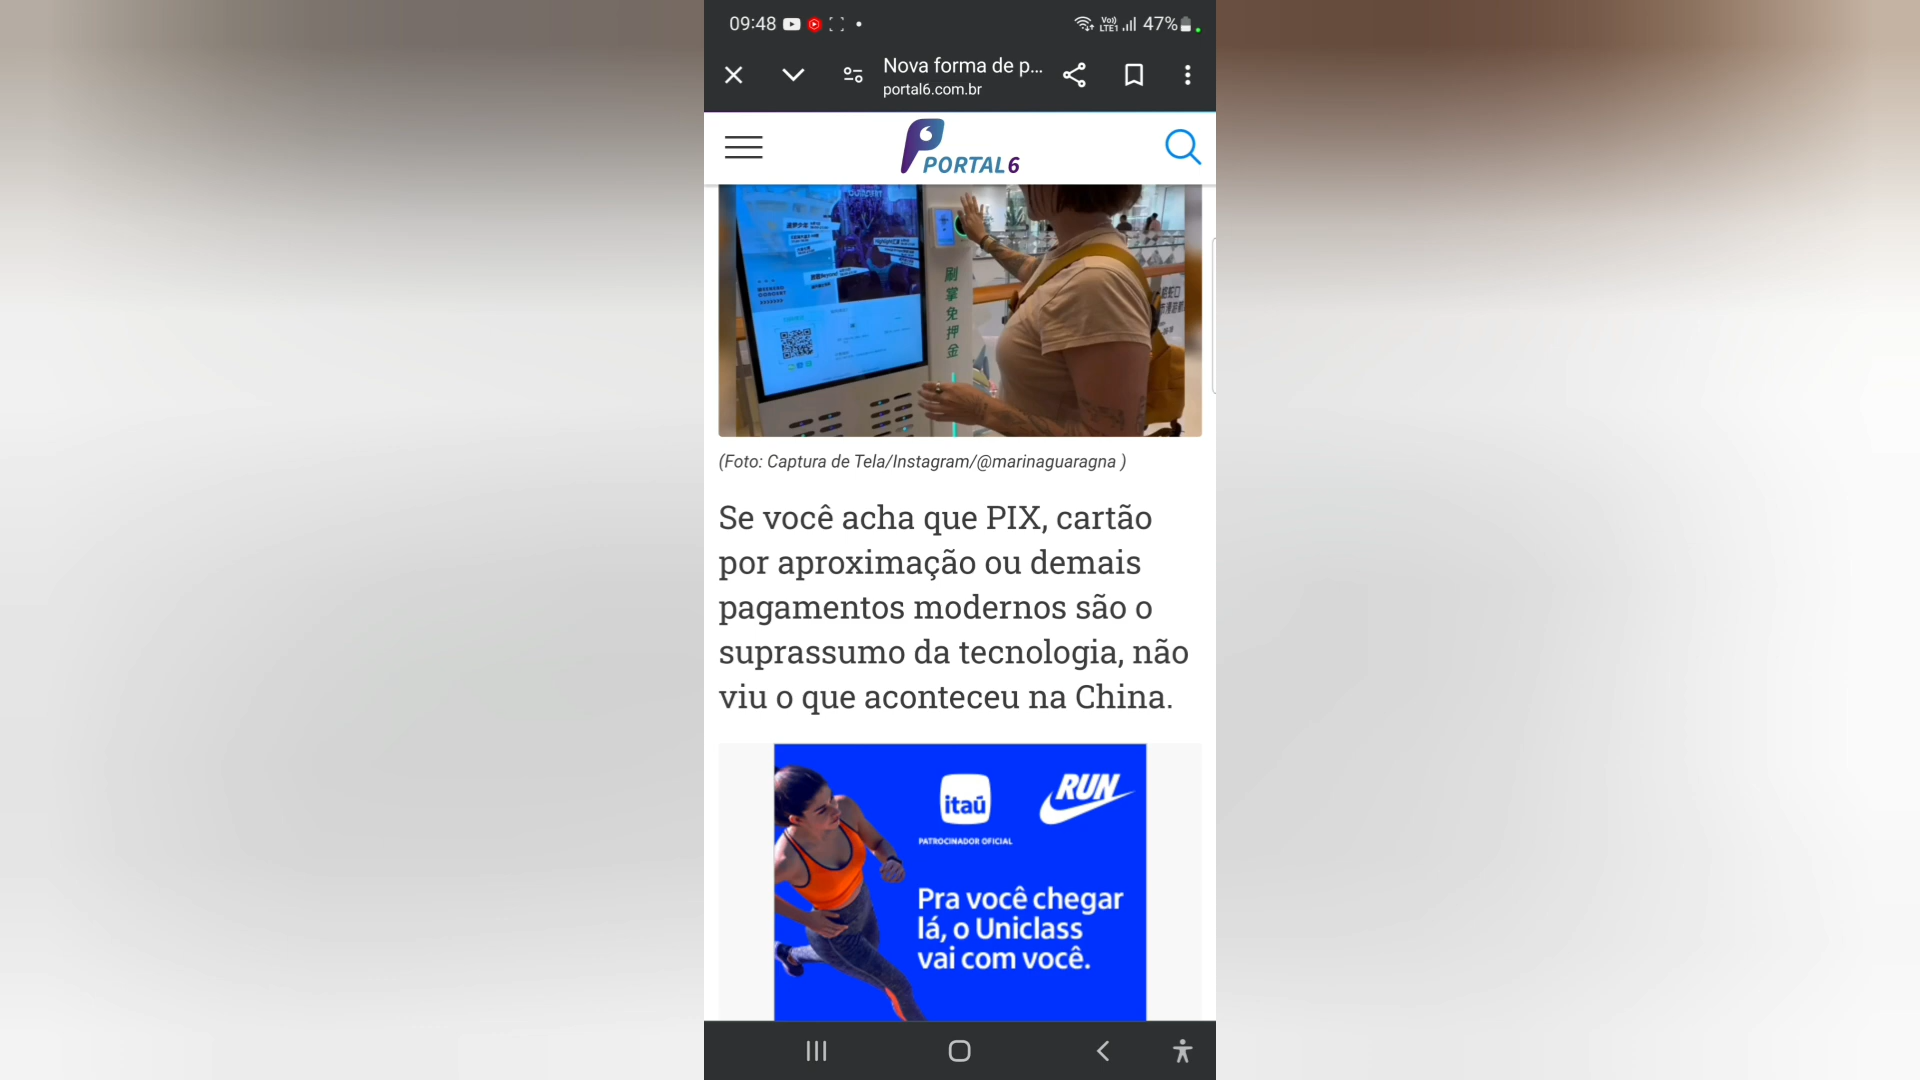 09:48
Vo)) LTE1
47%
Nova forma de p...
portal6.com.br
PORTAL6
刷掌免押金
(Foto: Captura de Tela/Instagram/@marinaguaragna )
Se você acha que PIX, cartão
por aproximação ou demais
pagamentos modernos são o
suprassumo da tecnologia, não
viu o que aconteceu na China.
itaú
RUN
PATROCINADOR OFICIAL
Pra você chegar
lá, o Uniclass
vai com você.